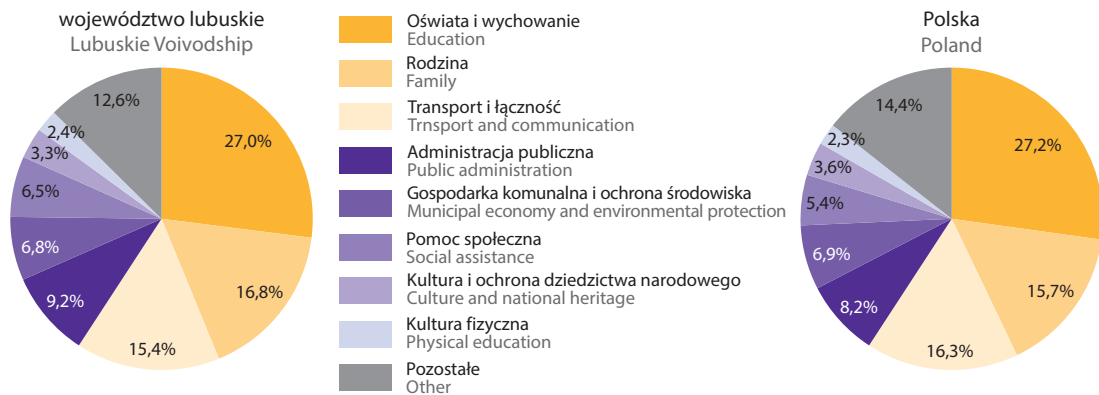 województwo lubuskie
Lubuskie Voivodship
12,6%
2,4%
3,3%
6,5%
6,8%
9,2%
15,4%
16,8%
27,0%
Oświata i wychowanie
Education
Rodzina
Family
Transport i łączność
Trnsport and communication
Administracja publiczna
Public administration
Gospodarka komunalna i ochrona środowiska
Municipal economy and environmental protection
Pomoc społeczna
Social assistance
Kultura i ochrona dziedzictwa narodowego
Culture and national heritage
Kultura fizyczna
Physical education
Pozostałe
Other
Polska
Poland
14,4%
2,3%
3,6%
5,4%
6,9%
8,2%
16,3%
15,7%
27,2%